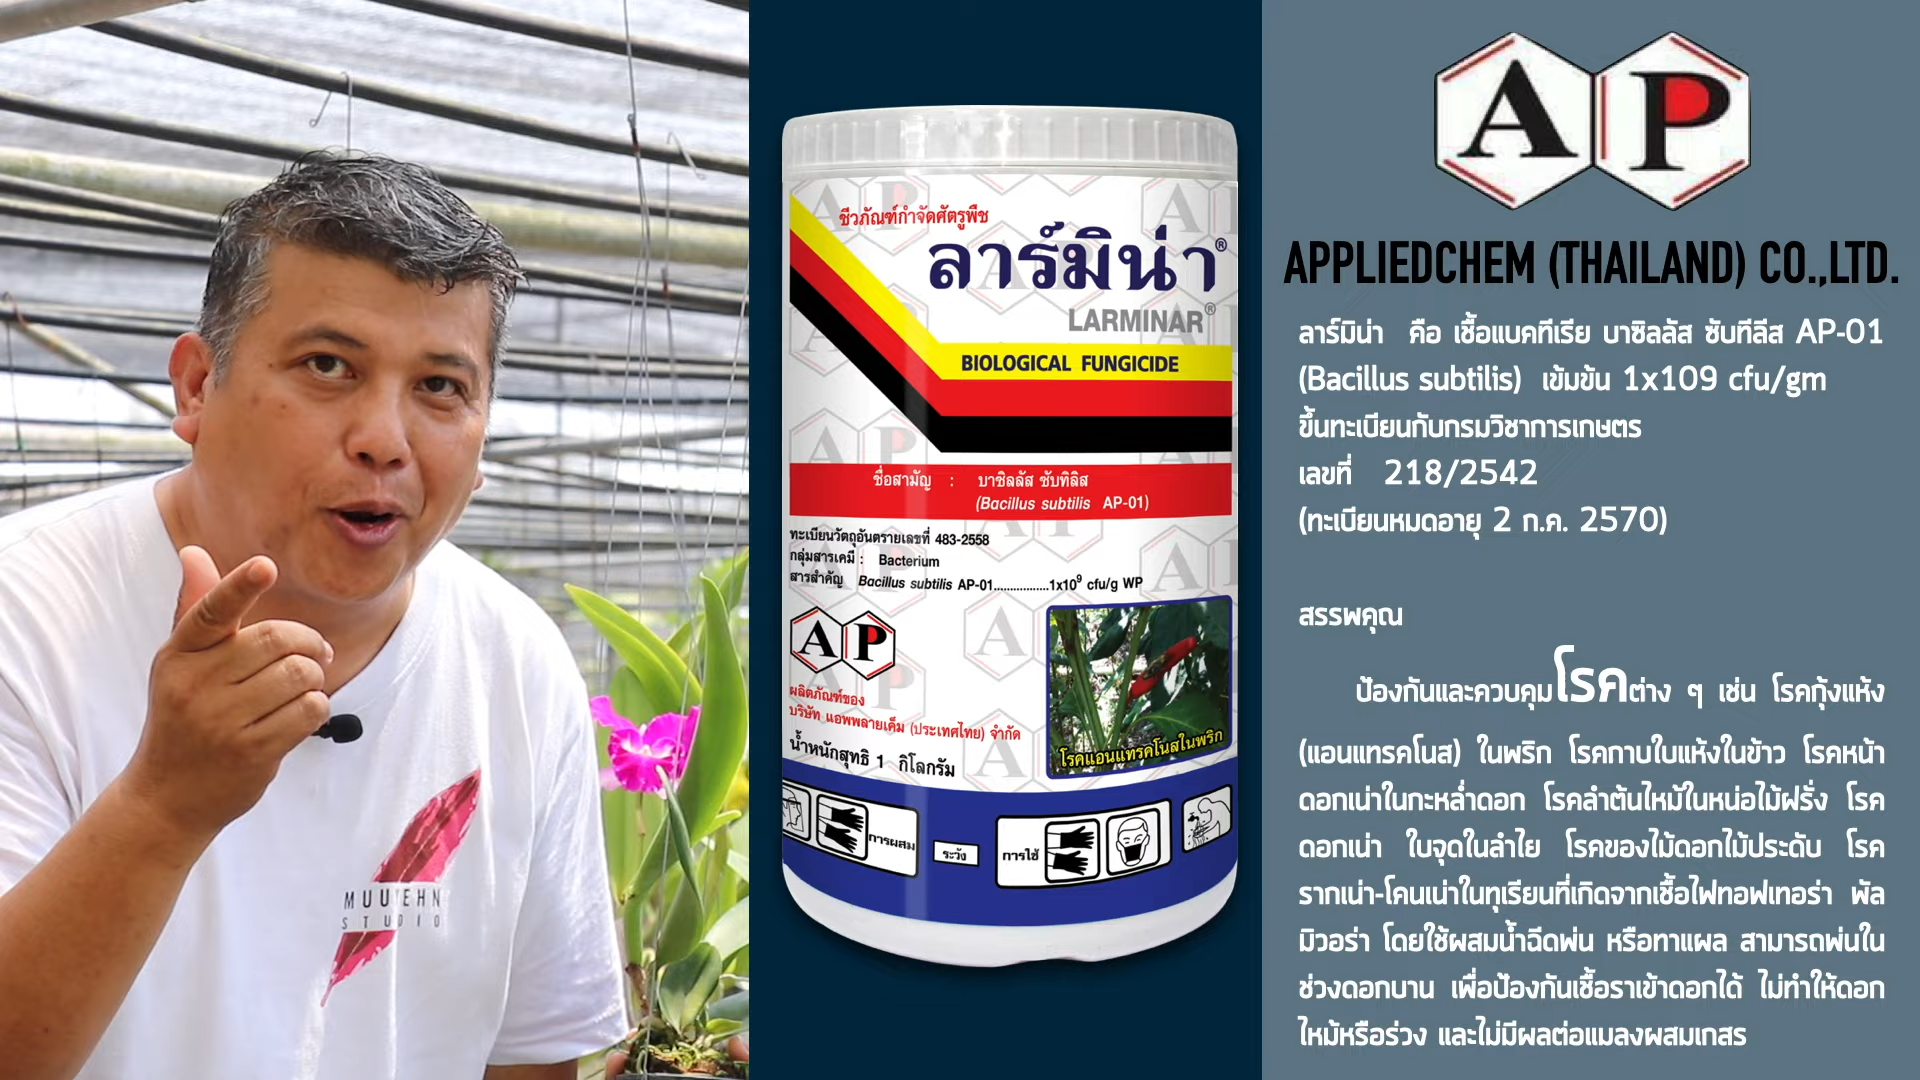 MUU EHN
STUDIO
AP
ชีวภัณฑ์กำจัดศัตรูพืช
ลาร์มิน่า®
LARMINAR®
BIOLOGICAL FUNGICIDE
ชื่อสามัญ : บาซิลลัส ซับทิลิส
(Bacillus subtilis AP-01)
ทะเบียนวัตถุอันตรายเลขที่ 483-2558
กลุ่มสารเคมี : Bacterium
สารสำคัญ Bacillus subtilis AP-01.................1x10⁹ cfu/g WP
AP
ผลิตภัณฑ์ของ
บริษัท แอพพลายเค็ม (ประเทศไทย) จำกัด
น้ำหนักสุทธิ 1 กิโลกรัม
โรคแอนแทรคโนสในพริก
การผสม
ระวัง
การใช้
AP
APPLIEDCHEM (THAILAND) CO.,LTD.
ลาร์มิน่า คือ เชื้อแบคทีเรีย บาซิลลัส ซับทีลีส AP-01
(Bacillus subtilis) เข้มข้น 1x109 cfu/gm
ขึ้นทะเบียนกับกรมวิชาการเกษตร
เลขที่ 218/2542
(ทะเบียนหมดอายุ 2 ก.ค. 2570)
สรรพคุณ
ป้องกันและควบคุมโรคต่าง ๆ เช่น โรคกุ้งแห้ง
(แอนแทรคโนส) ในพริก โรคกาบใบแห้งในข้าว โรคหน้า
ดอกเน่าในกะหล่ำดอก โรคลำต้นไหม้ในหน่อไม้ฝรั่ง โรค
ดอกเน่า ใบจุดในลำไย โรคของไม้ดอกไม้ประดับ โรค
รากเน่า-โคนเน่าในทุเรียนที่เกิดจากเชื้อไฟทอฟเทอร่า พัล
มิวอร่า โดยใช้ผสมน้ำฉีดพ่น หรือทาแผล สามารถพ่นใน
ช่วงดอกบาน เพื่อป้องกันเชื้อราเข้าดอกได้ ไม่ทำให้ดอก
ไหม้หรือร่วง และไม่มีผลต่อแมลงผสมเกสร